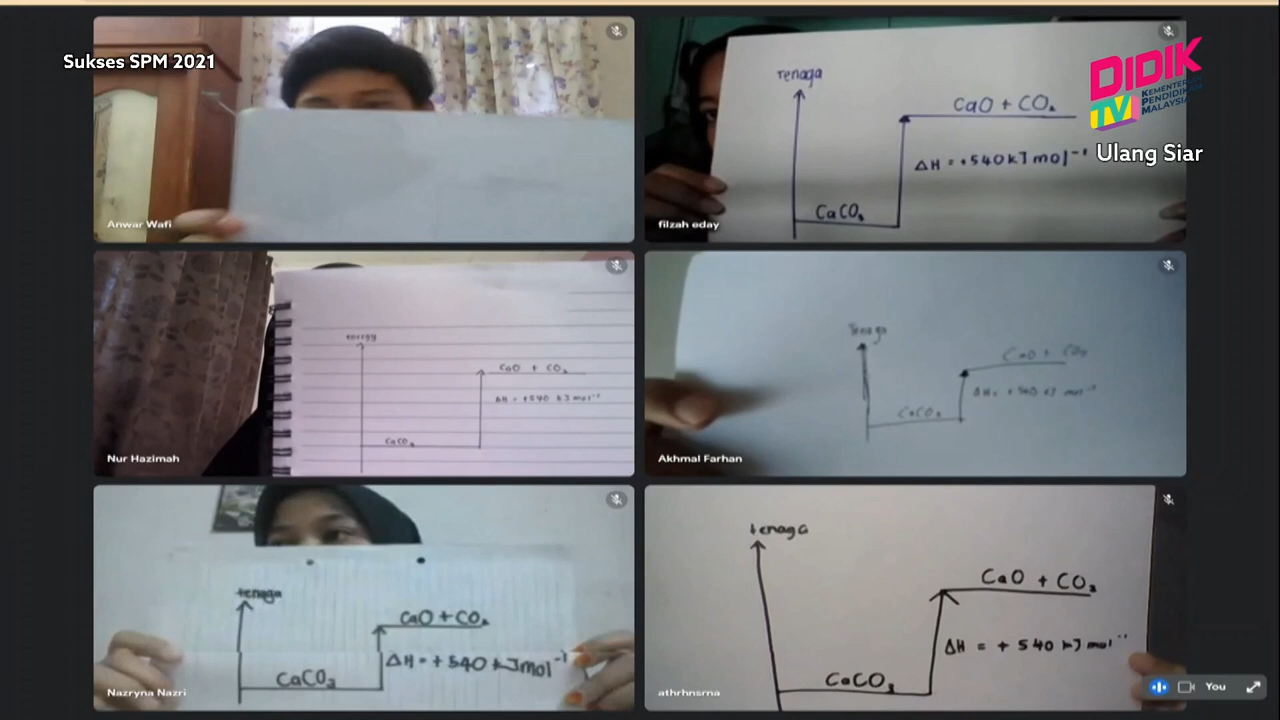 Sukses SPM 2021
DIDIK
TV
KEMENTERIAN
PENDIDIKAN
MALAYSIA
Ulang Siar
Anwar Wafi
Tenaga
CaO + CO₂
ΔH = +540 kJ mol⁻¹
CaCO₃
filzah eday
energy
CaO + CO₂
ΔH = +540 kJ mol⁻¹
CaCO₃
Nur Hazimah
Tenaga
CaO + CO₂
ΔH = +540 kJ mol⁻¹
CaCO₃
Akhmal Farhan
tenaga
CaO + CO₂
ΔH = + 540 kJ mol⁻¹
CaCO₃
Nazryna Nazri
tenaga
CaO + CO₂
ΔH = + 540 kJ mol⁻¹
CaCO₃
athrhnsrna
You